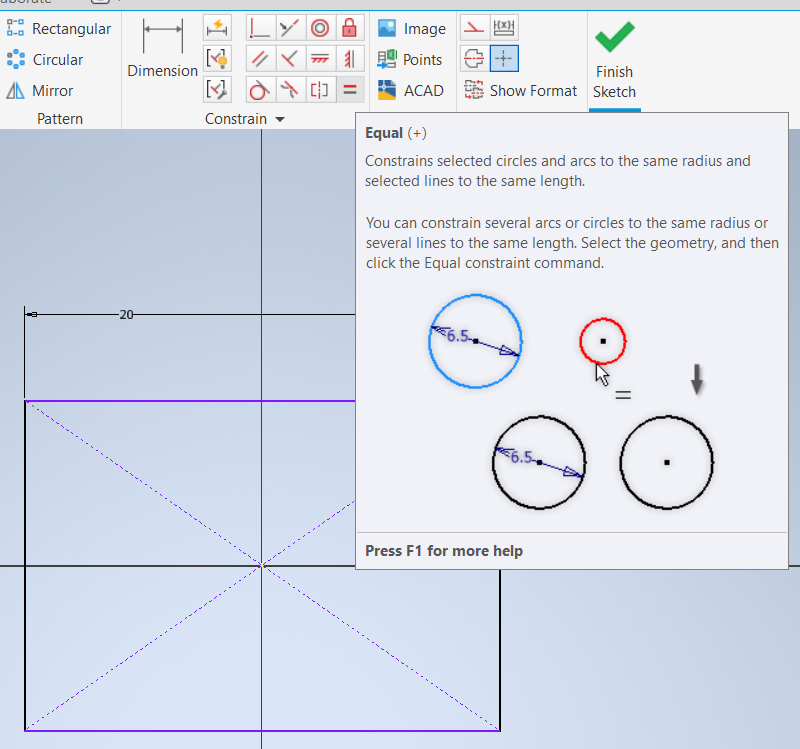 aborate
Rectangular
Circular
Mirror
Pattern
Dimension
Constrain
Image
Points
ACAD
Show Format
Finish
Sketch
Equal (+)
Constrains selected circles and arcs to the same radius and
selected lines to the same length.
You can constrain several arcs or circles to the same radius or
several lines to the same length. Select the geometry, and then
click the Equal constraint command.
6.5
=
6.5
Press F1 for more help
20